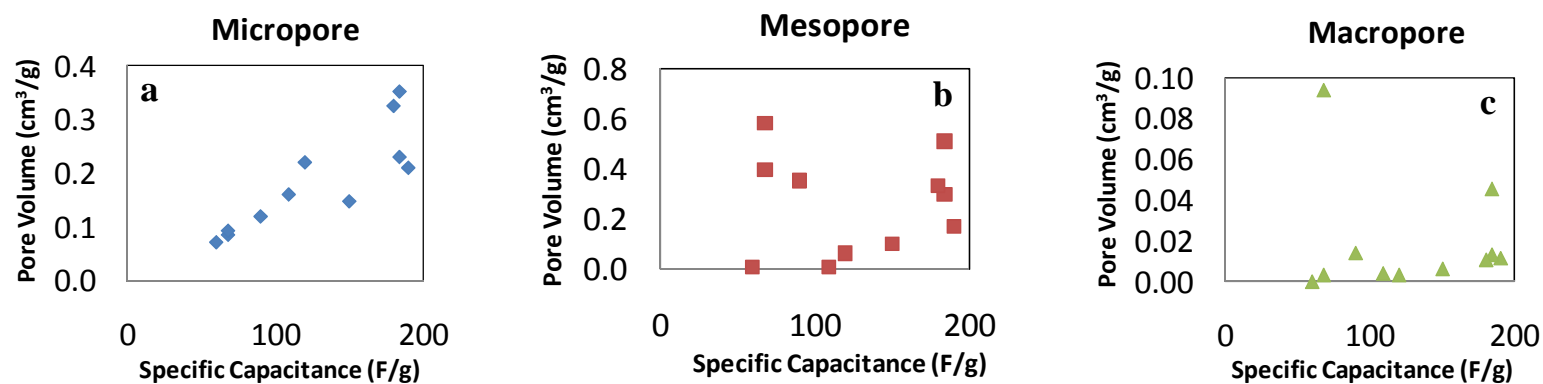 Micropore
Pore Volume (cm³/g)
0.4
0.3
0.2
0.1
0.0
a
0
100
200
Specific Capacitance (F/g)
Mesopore
Pore Volume (cm³/g)
0.8
0.6
0.4
0.2
0.0
b
0
100
200
Specific Capacitance (F/g)
Macropore
Pore Volume (cm³/g)
0.10
0.08
0.06
0.04
0.02
0.00
c
0
100
200
Specific Capacitance (F/g)